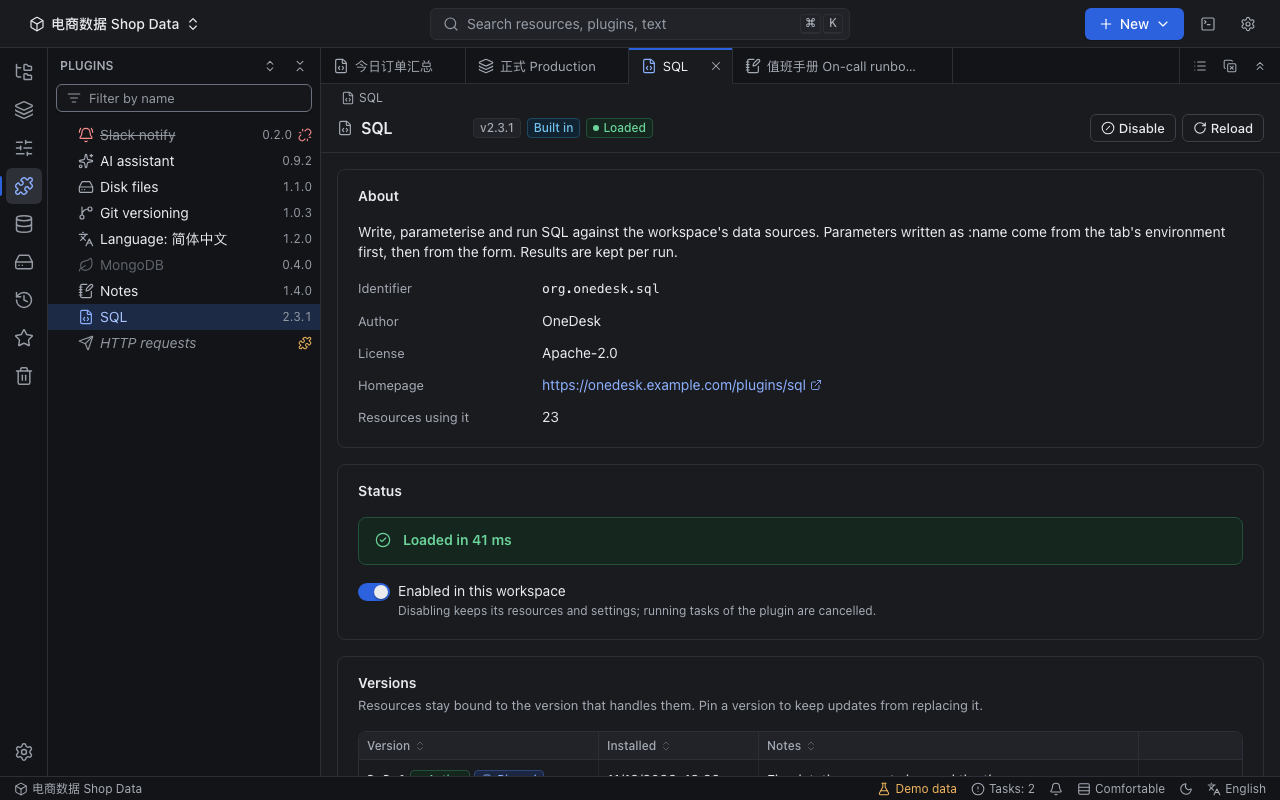 电商数据 Shop Data
Search resources, plugins, text
⌘ K
New
PLUGINS
Filter by name
Slack notify 0.2.0
AI assistant 0.9.2
Disk files 1.1.0
Git versioning 1.0.3
Language: 简体中文 1.2.0
MongoDB 0.4.0
Notes 1.4.0
SQL 2.3.1
HTTP requests
今日订单汇总
正式 Production
SQL
值班手册 On-call runbo...
SQL
SQL v2.3.1 Built in Loaded
Disable Reload
About
Write, parameterise and run SQL against the workspace's data sources. Parameters written as :name come from the tab's environment
first, then from the form. Results are kept per run.
Identifier org.onedesk.sql
Author OneDesk
License Apache-2.0
Homepage https://onedesk.example.com/plugins/sql
Resources using it 23
Status
Loaded in 41 ms
Enabled in this workspace
Disabling keeps its resources and settings; running tasks of the plugin are cancelled.
Versions
Resources stay bound to the version that handles them. Pin a version to keep updates from replacing it.
Version Installed Notes
电商数据 Shop Data
Demo data Tasks: 2 Comfortable English